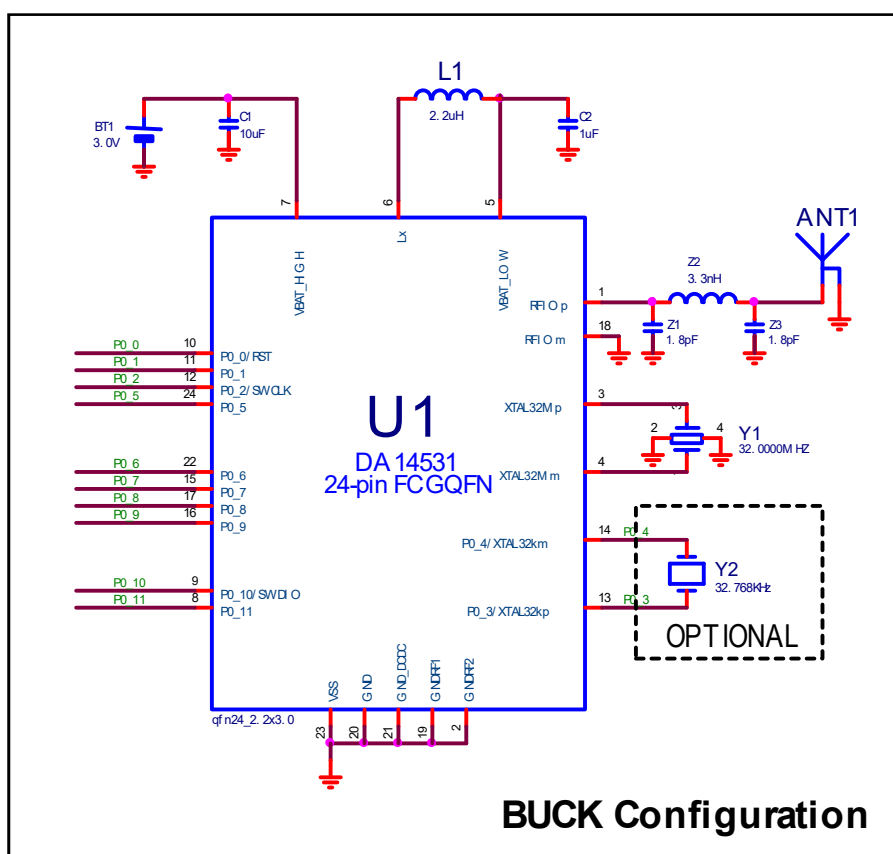 L1
2.2uH
BT1
3.0V
C1
10uF
C2
1uF
7
6
5
VBAT_HIGH
Lx
VBAT_LOW
ANT1
Z2
3.3nH
RFIOp
1
Z1
1.8pF
Z3
1.8pF
RFIOm
18
P0_0
10
P0_0/RST
P0_1
11
P0_1
P0_2
12
P0_2/SWCLK
P0_5
24
P0_5
U1
DA14531
24-pin FCGQFN
XTAL32Mp
3
3
2
4
Y1
32.0000MHZ
XTAL32Mm
4
P0_6
22
P0_6
P0_7
15
P0_7
P0_8
17
P0_8
P0_9
16
P0_9
P0_4/XTAL32km
14
P0_4
Y2
32.768KHz
P0_3/XTAL32kp
13
P0_3
OPTIONAL
P0_10
9
P0_10/SWDIO
P0_11
8
P0_11
VSS
GND
GND_DCDC
GNDRF1
GNDRF2
qfn24_2.2x3.0
23
20
21
19
2
BUCK Configuration